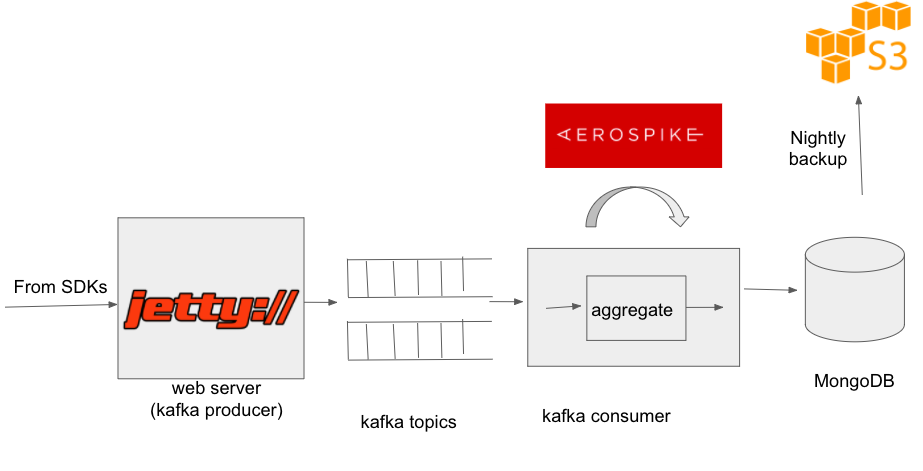 S3
AEROSPIKE
Nightly
backup
From SDKs
jetty://
aggregate
web server
(kafka producer)
kafka topics
kafka consumer
MongoDB